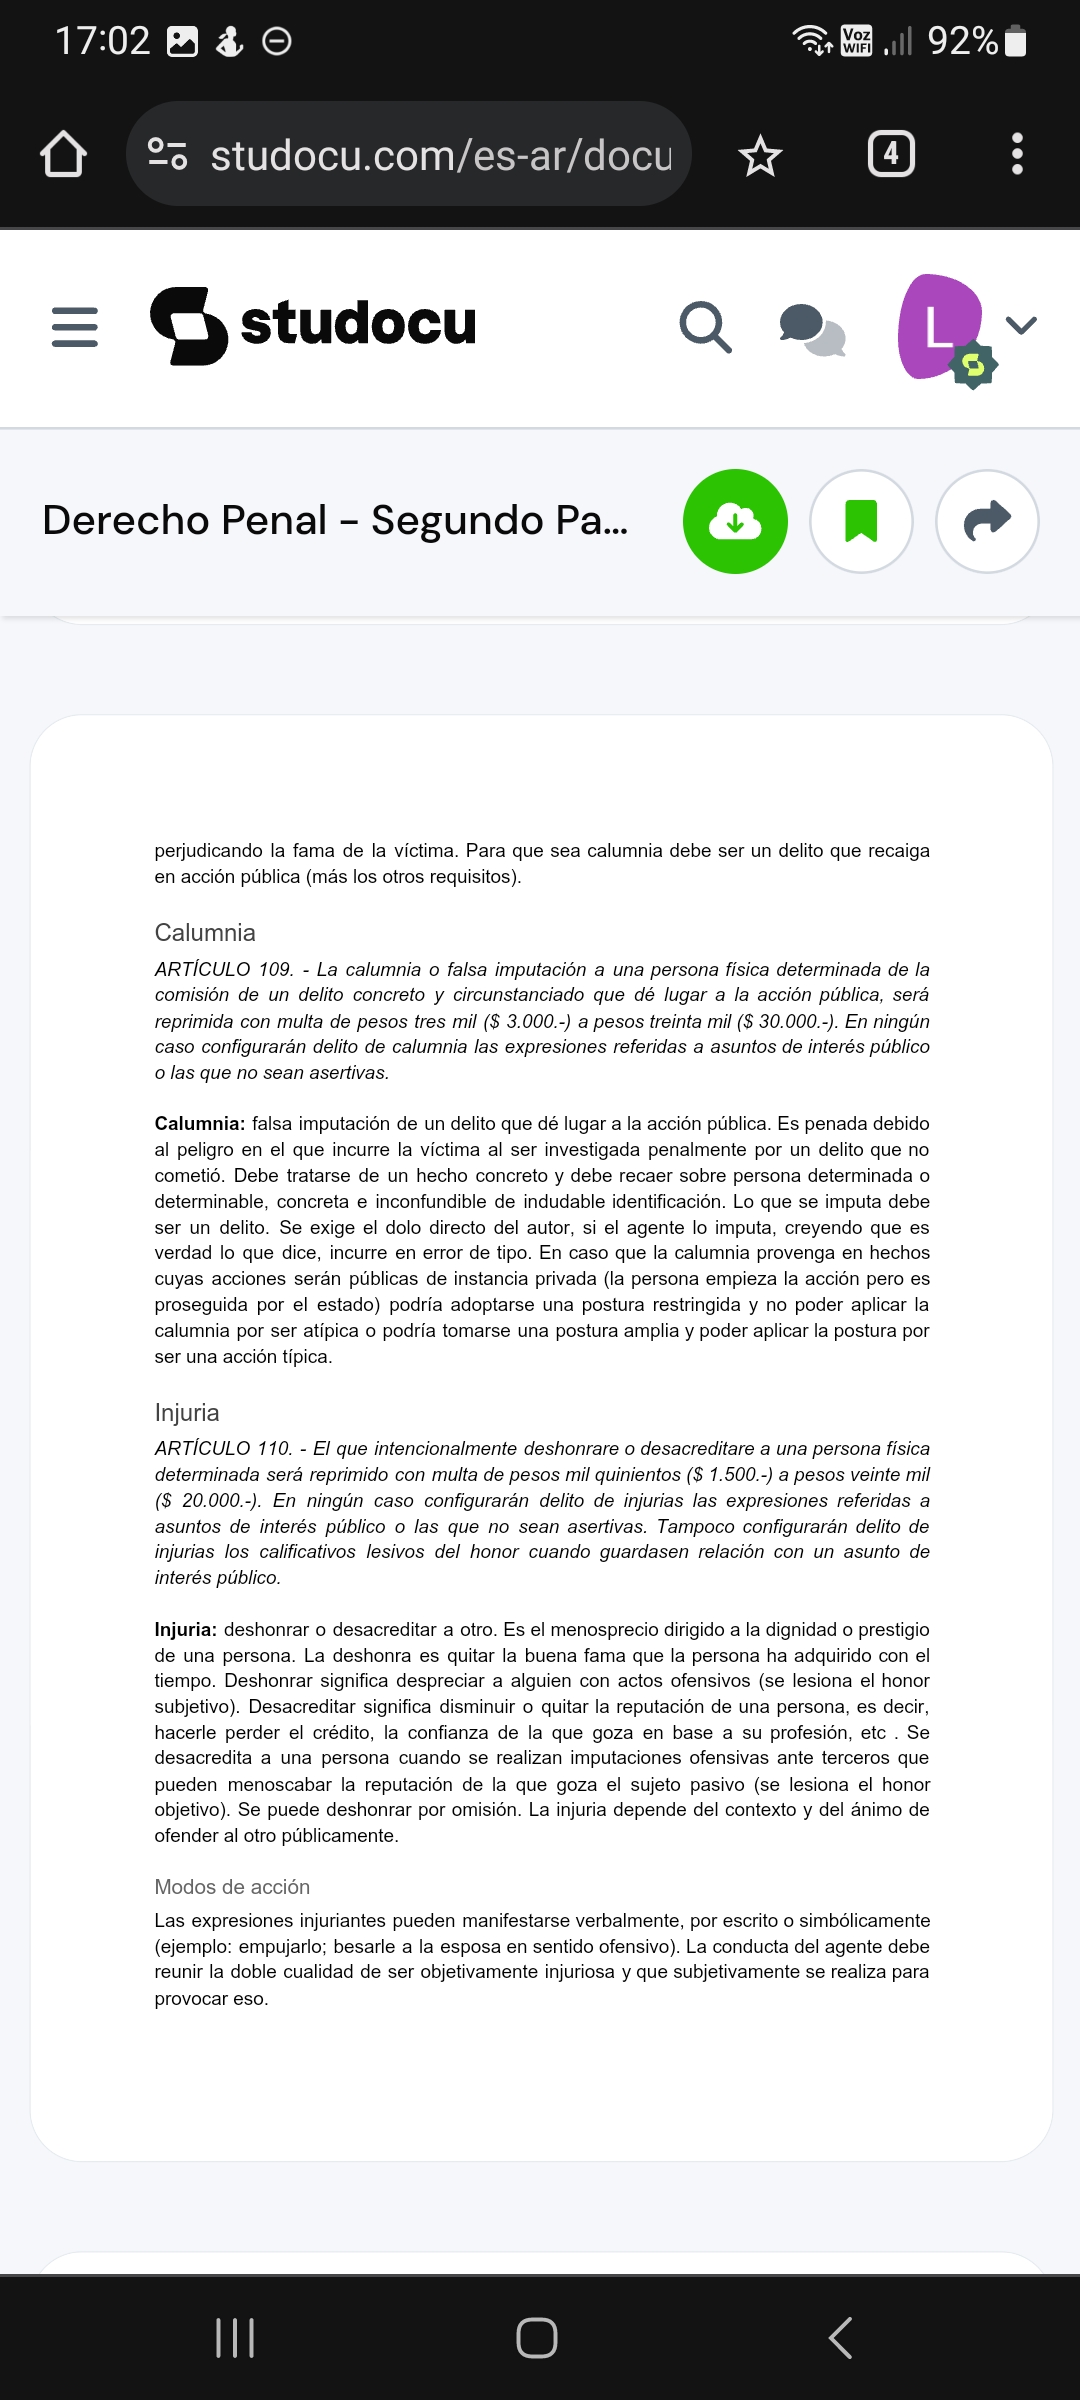 17:02
Voz WIFI 92%
studocu.com/es-ar/docu
4
studocu
L
Derecho Penal - Segundo Pa...
perjudicando la fama de la víctima. Para que sea calumnia debe ser un delito que recaiga
en acción pública (más los otros requisitos).
Calumnia
ARTÍCULO 109. - La calumnia o falsa imputación a una persona física determinada de la
comisión de un delito concreto y circunstanciado que dé lugar a la acción pública, será
reprimida con multa de pesos tres mil ($ 3.000.-) a pesos treinta mil ($ 30.000.-). En ningún
caso configurarán delito de calumnia las expresiones referidas a asuntos de interés público
o las que no sean asertivas.
Calumnia: falsa imputación de un delito que dé lugar a la acción pública. Es penada debido
al peligro en el que incurre la víctima al ser investigada penalmente por un delito que no
cometió. Debe tratarse de un hecho concreto y debe recaer sobre persona determinada o
determinable, concreta e inconfundible de indudable identificación. Lo que se imputa debe
ser un delito. Se exige el dolo directo del autor, si el agente lo imputa, creyendo que es
verdad lo que dice, incurre en error de tipo. En caso que la calumnia provenga en hechos
cuyas acciones serán públicas de instancia privada (la persona empieza la acción pero es
proseguida por el estado) podría adoptarse una postura restringida y no poder aplicar la
calumnia por ser atípica o podría tomarse una postura amplia y poder aplicar la postura por
ser una acción típica.
Injuria
ARTÍCULO 110. - El que intencionalmente deshonrare o desacreditare a una persona física
determinada será reprimido con multa de pesos mil quinientos ($ 1.500.-) a pesos veinte mil
($ 20.000.-). En ningún caso configurarán delito de injurias las expresiones referidas a
asuntos de interés público o las que no sean asertivas. Tampoco configurarán delito de
injurias los calificativos lesivos del honor cuando guardasen relación con un asunto de
interés público.
Injuria: deshonrar o desacreditar a otro. Es el menosprecio dirigido a la dignidad o prestigio
de una persona. La deshonra es quitar la buena fama que la persona ha adquirido con el
tiempo. Deshonrar significa despreciar a alguien con actos ofensivos (se lesiona el honor
subjetivo). Desacreditar significa disminuir o quitar la reputación de una persona, es decir,
hacerle perder el crédito, la confianza de la que goza en base a su profesión, etc . Se
desacredita a una persona cuando se realizan imputaciones ofensivas ante terceros que
pueden menoscabar la reputación de la que goza el sujeto pasivo (se lesiona el honor
objetivo). Se puede deshonrar por omisión. La injuria depende del contexto y del ánimo de
ofender al otro públicamente.
Modos de acción
Las expresiones injuriantes pueden manifestarse verbalmente, por escrito o simbólicamente
(ejemplo: empujarlo; besarle a la esposa en sentido ofensivo). La conducta del agente debe
reunir la doble cualidad de ser objetivamente injuriosa y que subjetivamente se realiza para
provocar eso.